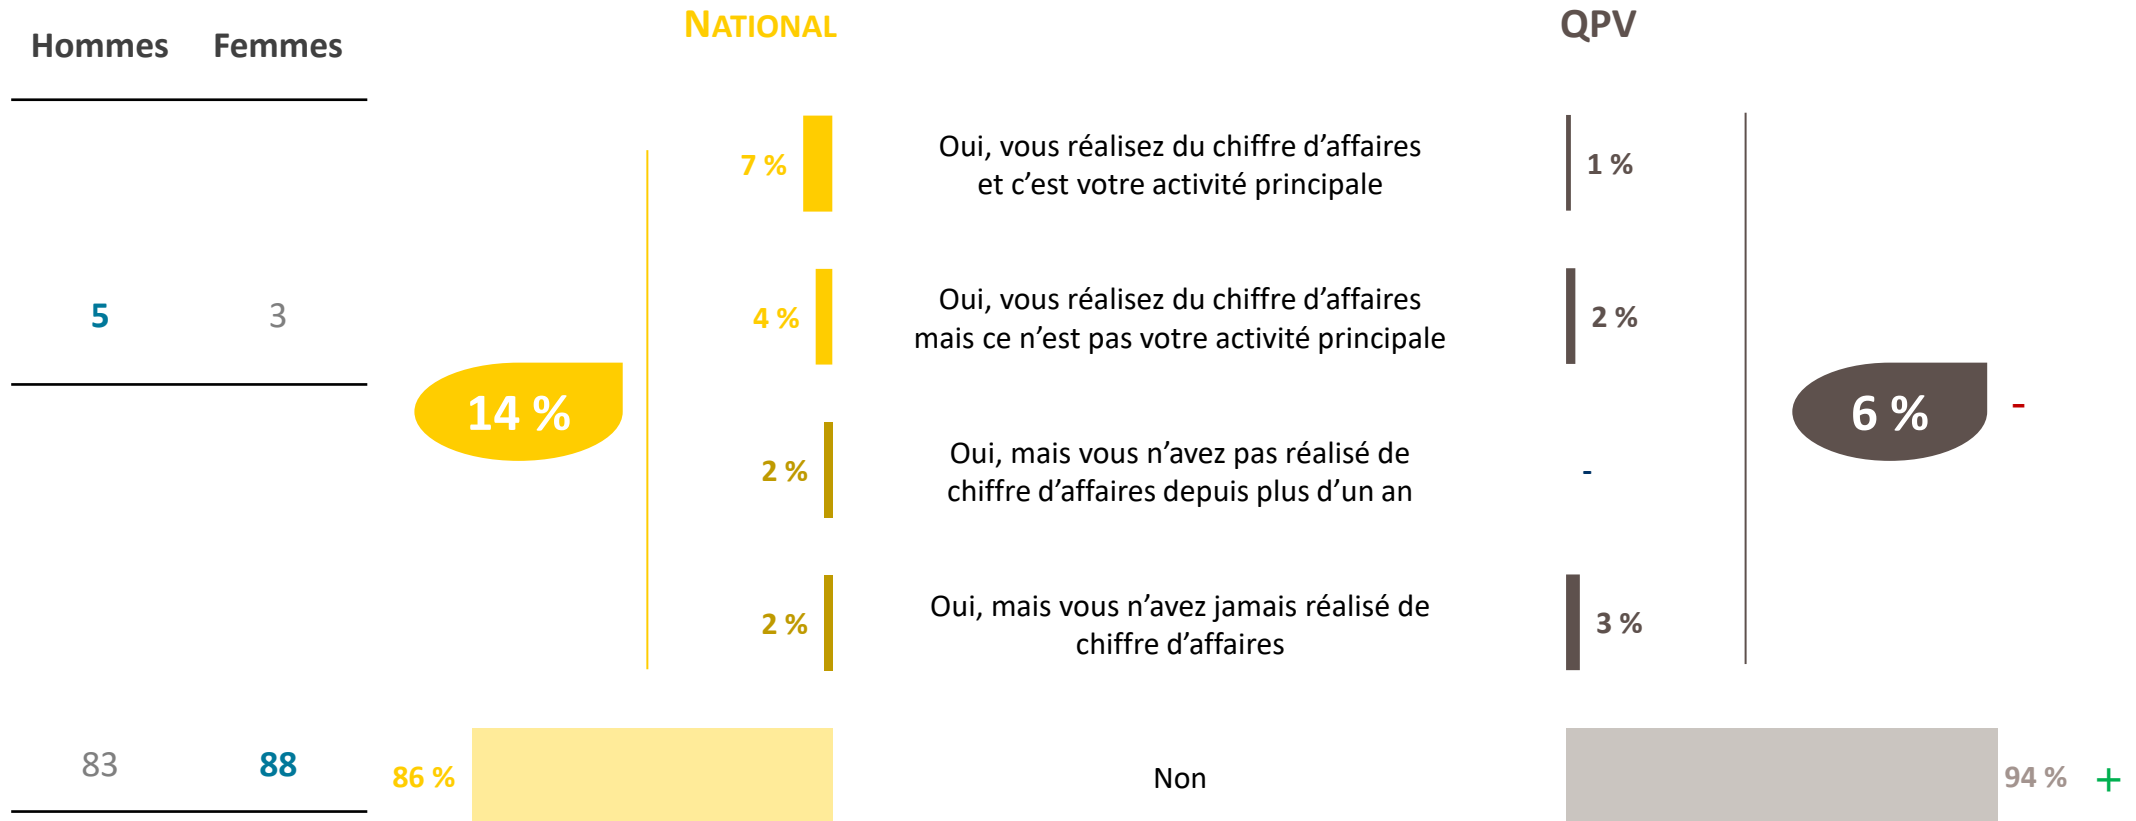 Hommes Femmes
NATIONAL
QPV
7 %
Oui, vous réalisez du chiffre d'affaires
et c'est votre activité principale
1 %
5 3
4 %
Oui, vous réalisez du chiffre d'affaires
mais ce n'est pas votre activité principale
2 %
14 %
6 %
-
2 %
Oui, mais vous n'avez pas réalisé de
chiffre d'affaires depuis plus d'un an
-
2 %
Oui, mais vous n'avez jamais réalisé de
chiffre d'affaires
3 %
83 88
86 %
Non
94 % +